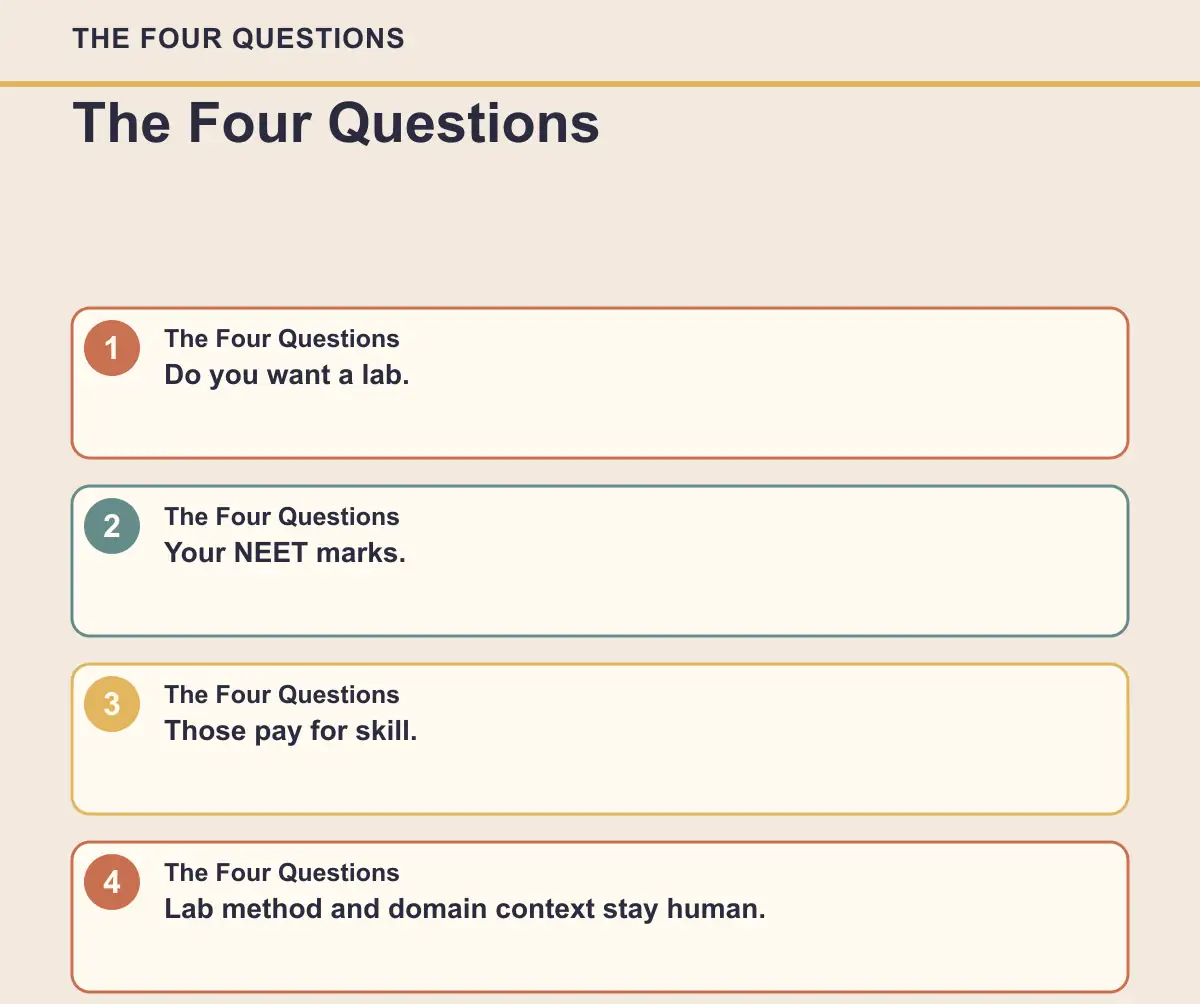 THE FOUR QUESTIONS
The Four Questions
1
The Four Questions
Do you want a lab.
2
The Four Questions
Your NEET marks.
3
The Four Questions
Those pay for skill.
4
The Four Questions
Lab method and domain context stay human.